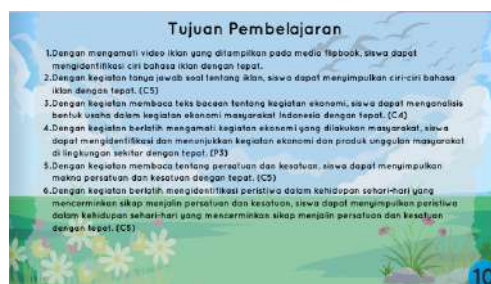 Tujuan Pembelajaran
1.Dengan mengamati video iklan yang ditampilkan pada media flipbook, siswa dapat
mengidentifikasi ciri bahasa iklan dengan tepat.
2.Dengan kegiatan tanya jawab soal tentang iklan, siswa dapat menyimpulkan ciri-ciri bahasa
iklan dengan tepat. (C5)
3.Dengan kegiatan membaca teks bacaan tentang kegiatan ekonomi, siswa dapat menganalisis
bentuk usaha dalam kegiatan ekonomi masyarakat Indonesia dengan tepat. (C4)
4.Dengan kegiatan berlatih mengamati kegiatan ekonomi yang dilakukan masyarakat, siswa
dapat mengidentifikasi dan menunjukkan kegiatan ekonomi dan produk unggulan masyarakat
di lingkungan sekitar dengan tepat. (P3)
5.Dengan kegiatan membaca tentang persatuan dan kesatuan, siswa dapat menyimpulkan
makna persatuan dan kesatuan dengan tepat. (C5)
6.Dengan kegiatan berlatih mengidentifikasi peristiwa dalam kehidupan sehari-hari yang
mencerminkan sikap menjalin persatuan dan kesatuan, siswa dapat menyimpulkan peristiwa
dalam kehidupan sehari-hari yang mencerminkan sikap menjalin persatuan dan kesatuan
dengan tepat. (C5)
10